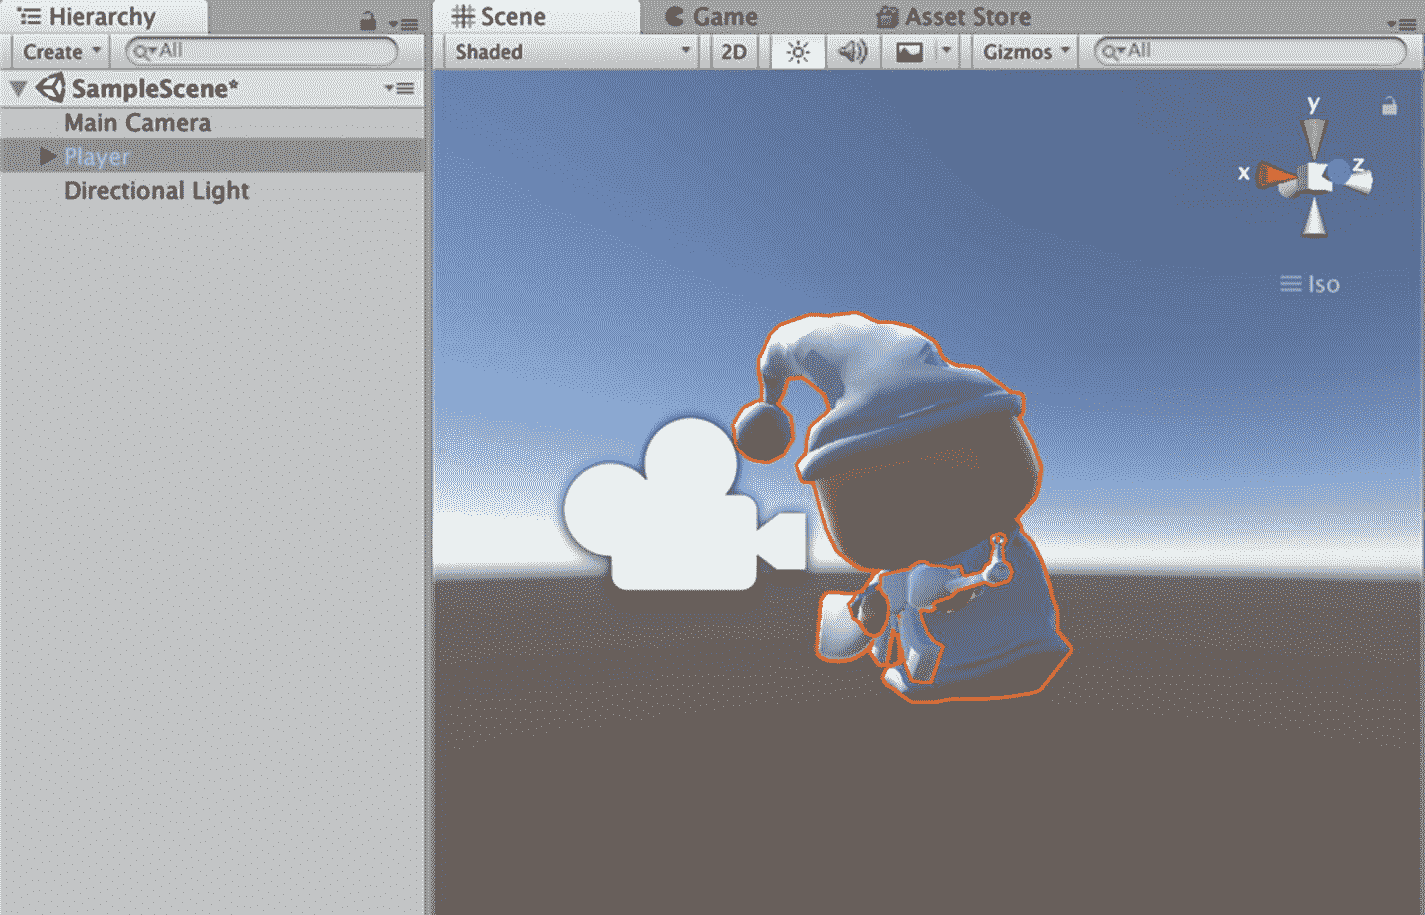 Hierarchy
Create
All
SampleScene*
Main Camera
Player
Directional Light
Scene Game Asset Store
Shaded 2D Gizmos All
y
x z
Iso